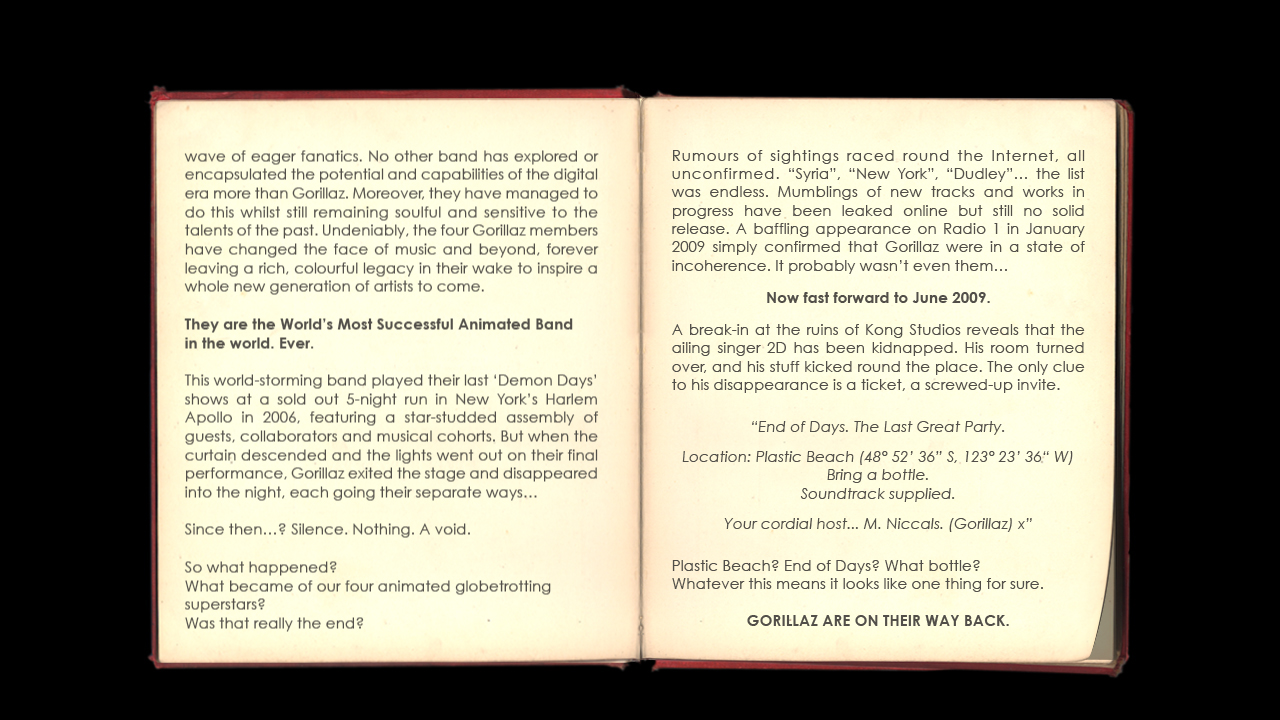 wave of eager fanatics. No other band has explored or
encapsulated the potential and capabilities of the digital
era more than Gorillaz. Moreover, they have managed to
do this whilst still remaining soulful and sensitive to the
talents of the past. Undeniably, the four Gorillaz members
have changed the face of music and beyond, forever
leaving a rich, colourful legacy in their wake to inspire a
whole new generation of artists to come.
They are the World's Most Successful Animated Band
in the world. Ever.
This world-storming band played their last ‘Demon Days’
shows at a sold out 5-night run in New York’s Harlem
Apollo in 2006, featuring a star-studded assembly of
guests, collaborators and musical cohorts. But when the
curtain descended and the lights went out on their final
performance, Gorillaz exited the stage and disappeared
into the night, each going their separate ways…
Since then…? Silence. Nothing. A void.
So what happened?
What became of our four animated globetrotting
superstars?
Was that really the end?
Rumours of sightings raced round the Internet, all
unconfirmed. “Syria”, “New York”, “Dudley”… the list
was endless. Mumblings of new tracks and works in
progress have been leaked online but still no solid
release. A baffling appearance on Radio 1 in January
2009 simply confirmed that Gorillaz were in a state of
incoherence. It probably wasn’t even them…
Now fast forward to June 2009.
A break-in at the ruins of Kong Studios reveals that the
ailing singer 2D has been kidnapped. His room turned
over, and his stuff kicked round the place. The only clue
to his disappearance is a ticket, a screwed-up invite.
“End of Days. The Last Great Party.
Location: Plastic Beach (48º 52’ 36” S, 123º 23’ 36“ W)
Bring a bottle.
Soundtrack supplied.
Your cordial host... M. Niccals. (Gorillaz) x”
Plastic Beach? End of Days? What bottle?
Whatever this means it looks like one thing for sure.
GORILLAZ ARE ON THEIR WAY BACK.